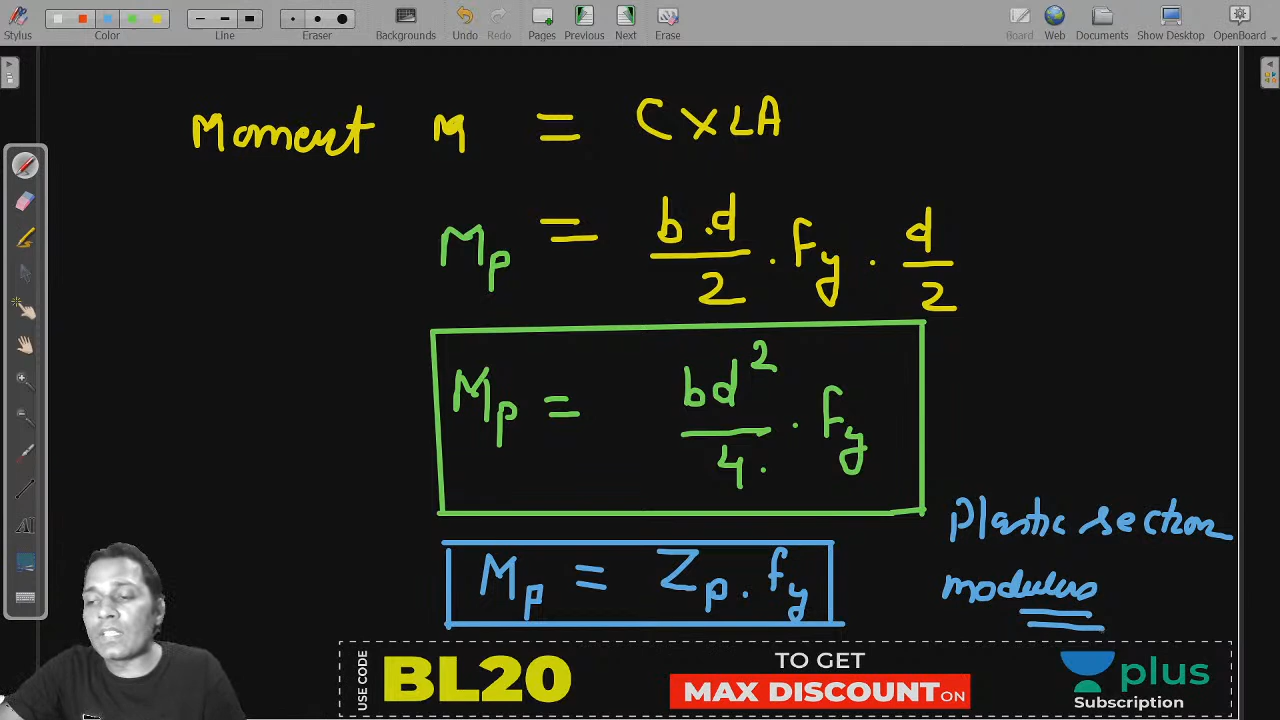 Stylus Color Line Eraser Backgrounds Undo Redo Pages Previous Next Erase Board Web Documents Show Desktop OpenBoard
Moment M = C X LA
Mp = b.d/2 . Fy . d/2
Mp = bd²/4 . Fy
Plastic section
modulus
Mp = Zp . fy
USE CODE
BL20
TO GET
MAX DISCOUNT ON
plus
Subscription